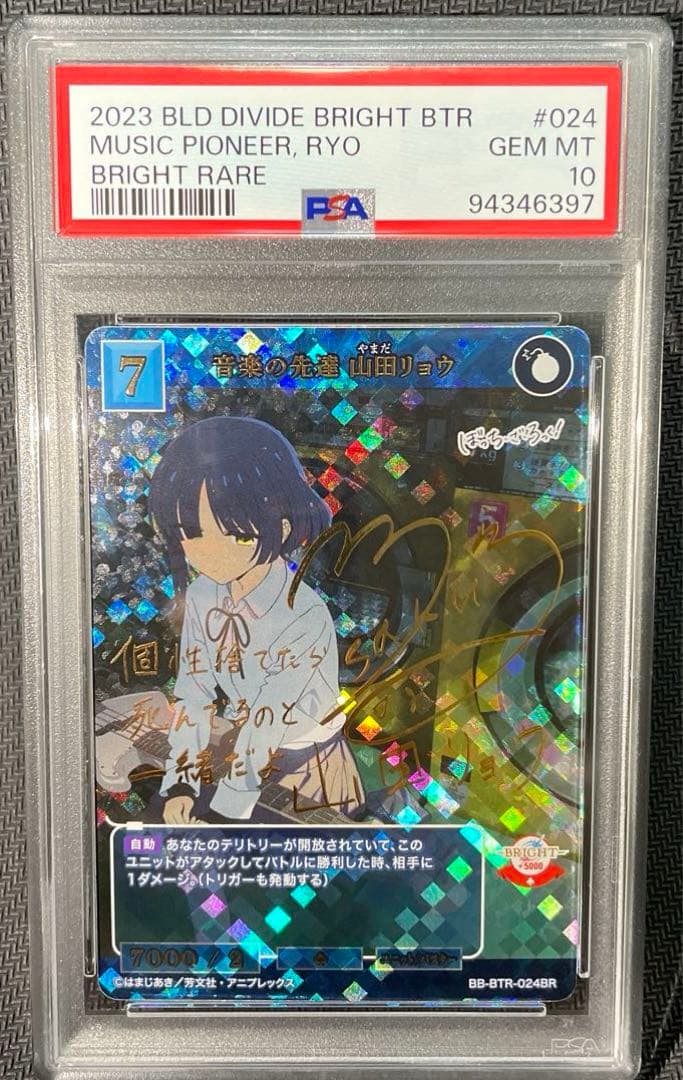 2023 BLD DIVIDE BRIGHT BTR #024
MUSIC PIONEER, RYO GEM MT
BRIGHT RARE 10
PSA 94346397
7 音楽の先達 山田リョウ
やまだ
ぼっち・ざ・ろっく!
5
個性捨てたら
死んでるのと
一緒だよ 山田リョウ
自動 あなたのテリトリーが開放されていて、この
ユニットがアタックしてバトルに勝利した時、相手に
1ダメージ。(トリガーも発動する)
BRIGHT
+5000
7000 / 2
©はまじあき/芳文社・アニプレックス BB-BTR-024BR
PSA